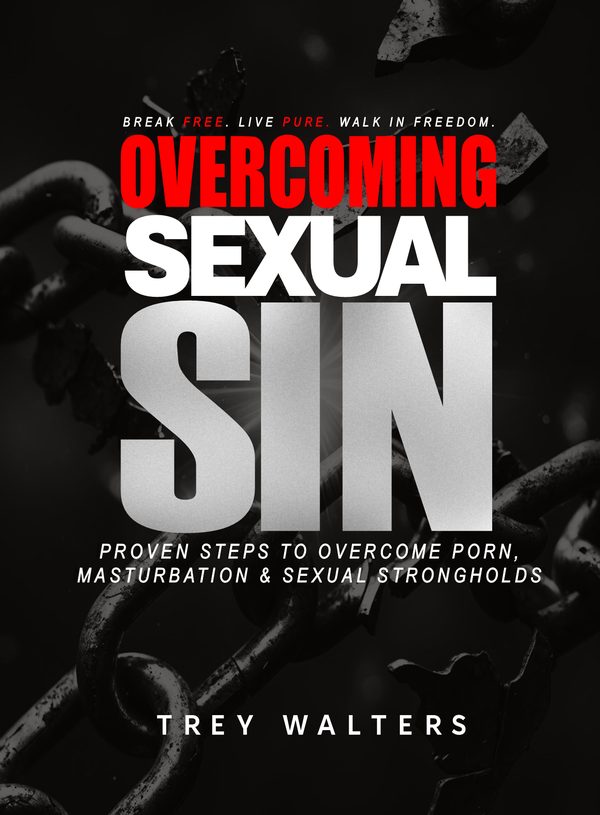 BREAK FREE. LIVE PURE. WALK IN FREEDOM.
OVERCOMING
SEXUAL
SIN
PROVEN STEPS TO OVERCOME PORN,
MASTURBATION & SEXUAL STRONGHOLDS
TREY WALTERS